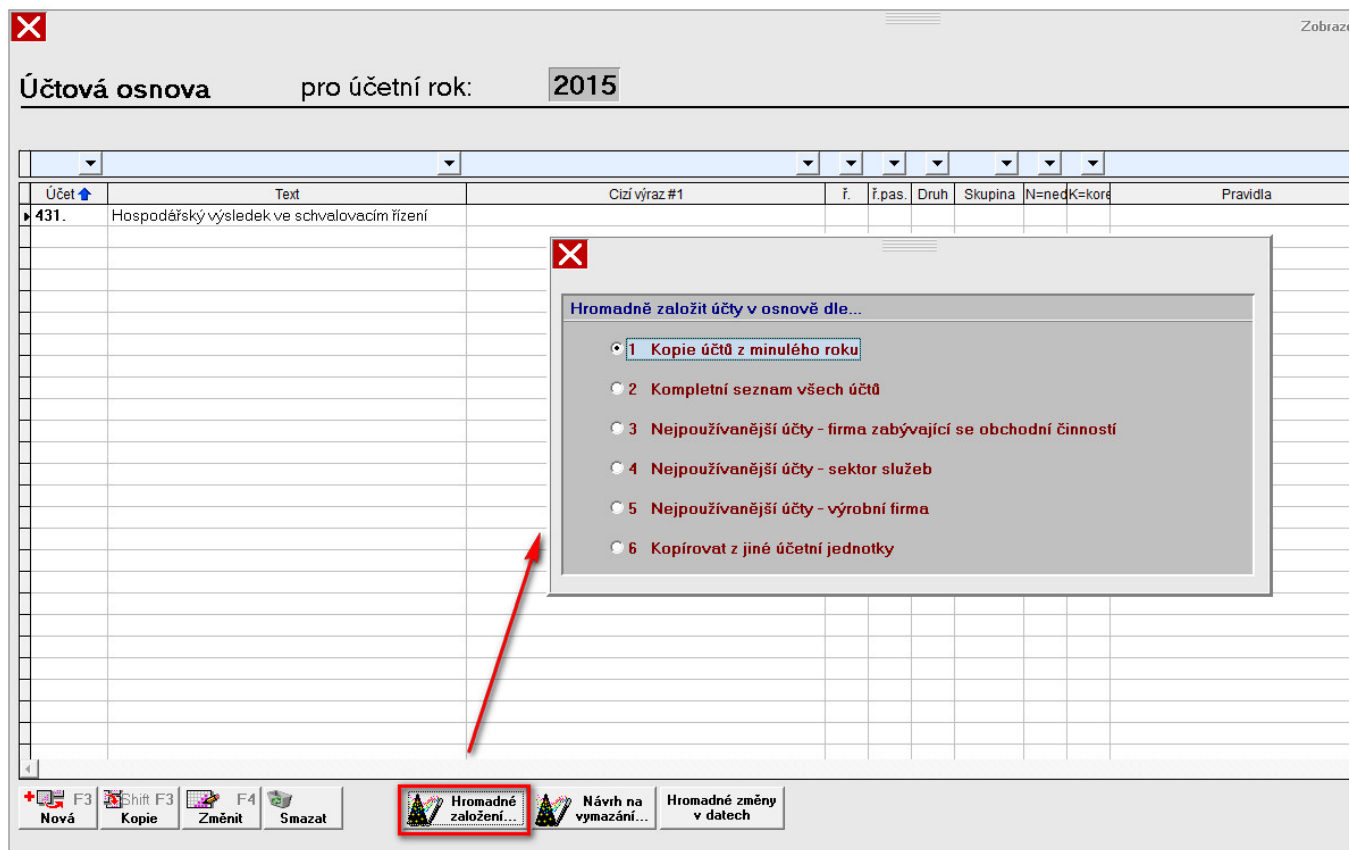 Zobraze
Účtová osnova pro účetní rok: 2015
Účet Text Cizí výraz #1 ř. ř.pas. Druh Skupina N=ned K=kore Pravidla
431. Hospodářský výsledek ve schvalovacím řízení
Hromadně založit účty v osnově dle...
1 Kopie účtů z minulého roku
2 Kompletní seznam všech účtů
3 Nejpoužívanější účty - firma zabývající se obchodní činností
4 Nejpoužívanější účty - sektor služeb
5 Nejpoužívanější účty - výrobní firma
6 Kopírovat z jiné účetní jednotky
F3 Nová
Shift F3 Kopie
F4 Změnit
Smazat
Hromadné
založení...
Návrh na
vymazání...
Hromadné změny
v datech